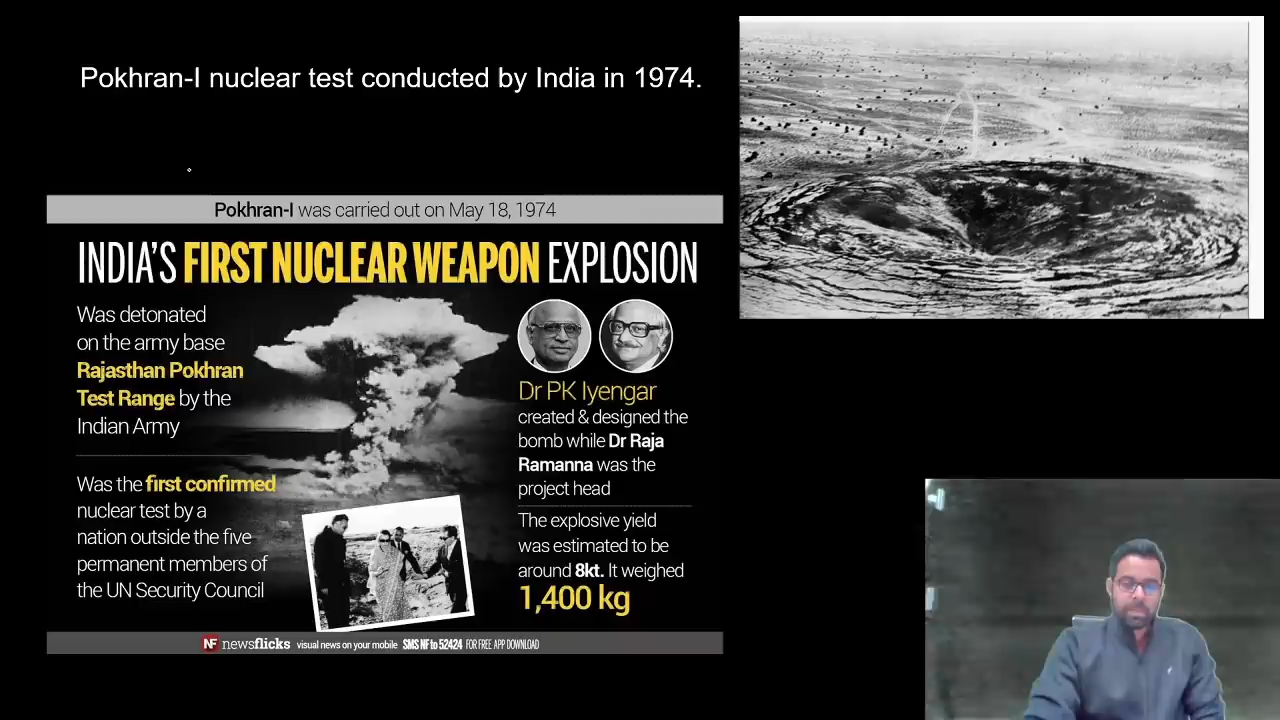 Pokhran-I nuclear test conducted by India in 1974.
Pokhran-I was carried out on May 18, 1974
INDIA'S FIRST NUCLEAR WEAPON EXPLOSION
Was detonated
on the army base
Rajasthan Pokhran
Test Range by the
Indian Army
Was the first confirmed
nuclear test by a
nation outside the five
permanent members of
the UN Security Council
Dr PK Iyengar
created & designed the
bomb while Dr Raja
Ramanna was the
project head
The explosive yield
was estimated to be
around 8kt. It weighed
1,400 kg
NF newsflicks visual news on your mobile SMS NF to 52424 FOR FREE APP DOWNLOAD